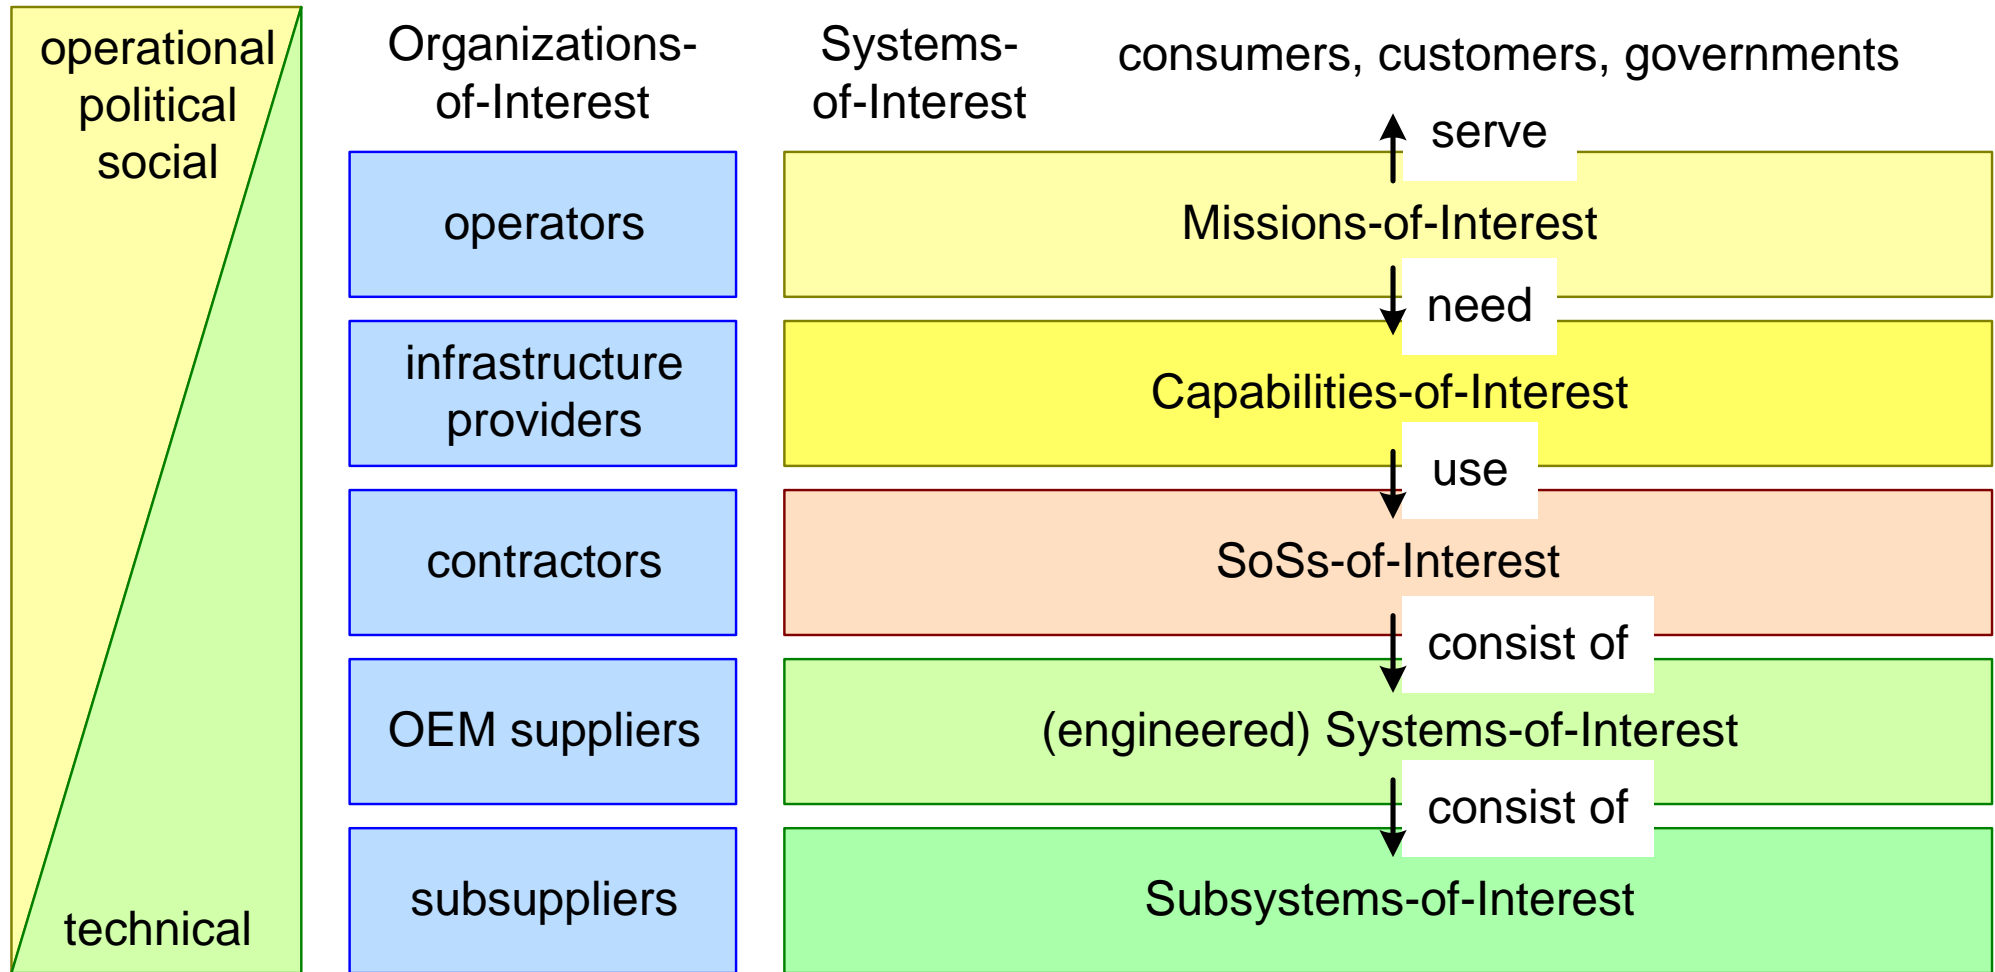 operational
political
social
technical
Organizations-
of-Interest
operators
infrastructure
providers
contractors
OEM suppliers
subsuppliers
Systems-
of-Interest
consumers, customers, governments
serve
Missions-of-Interest
need
Capabilities-of-Interest
use
SoSs-of-Interest
consist of
(engineered) Systems-of-Interest
consist of
Subsystems-of-Interest